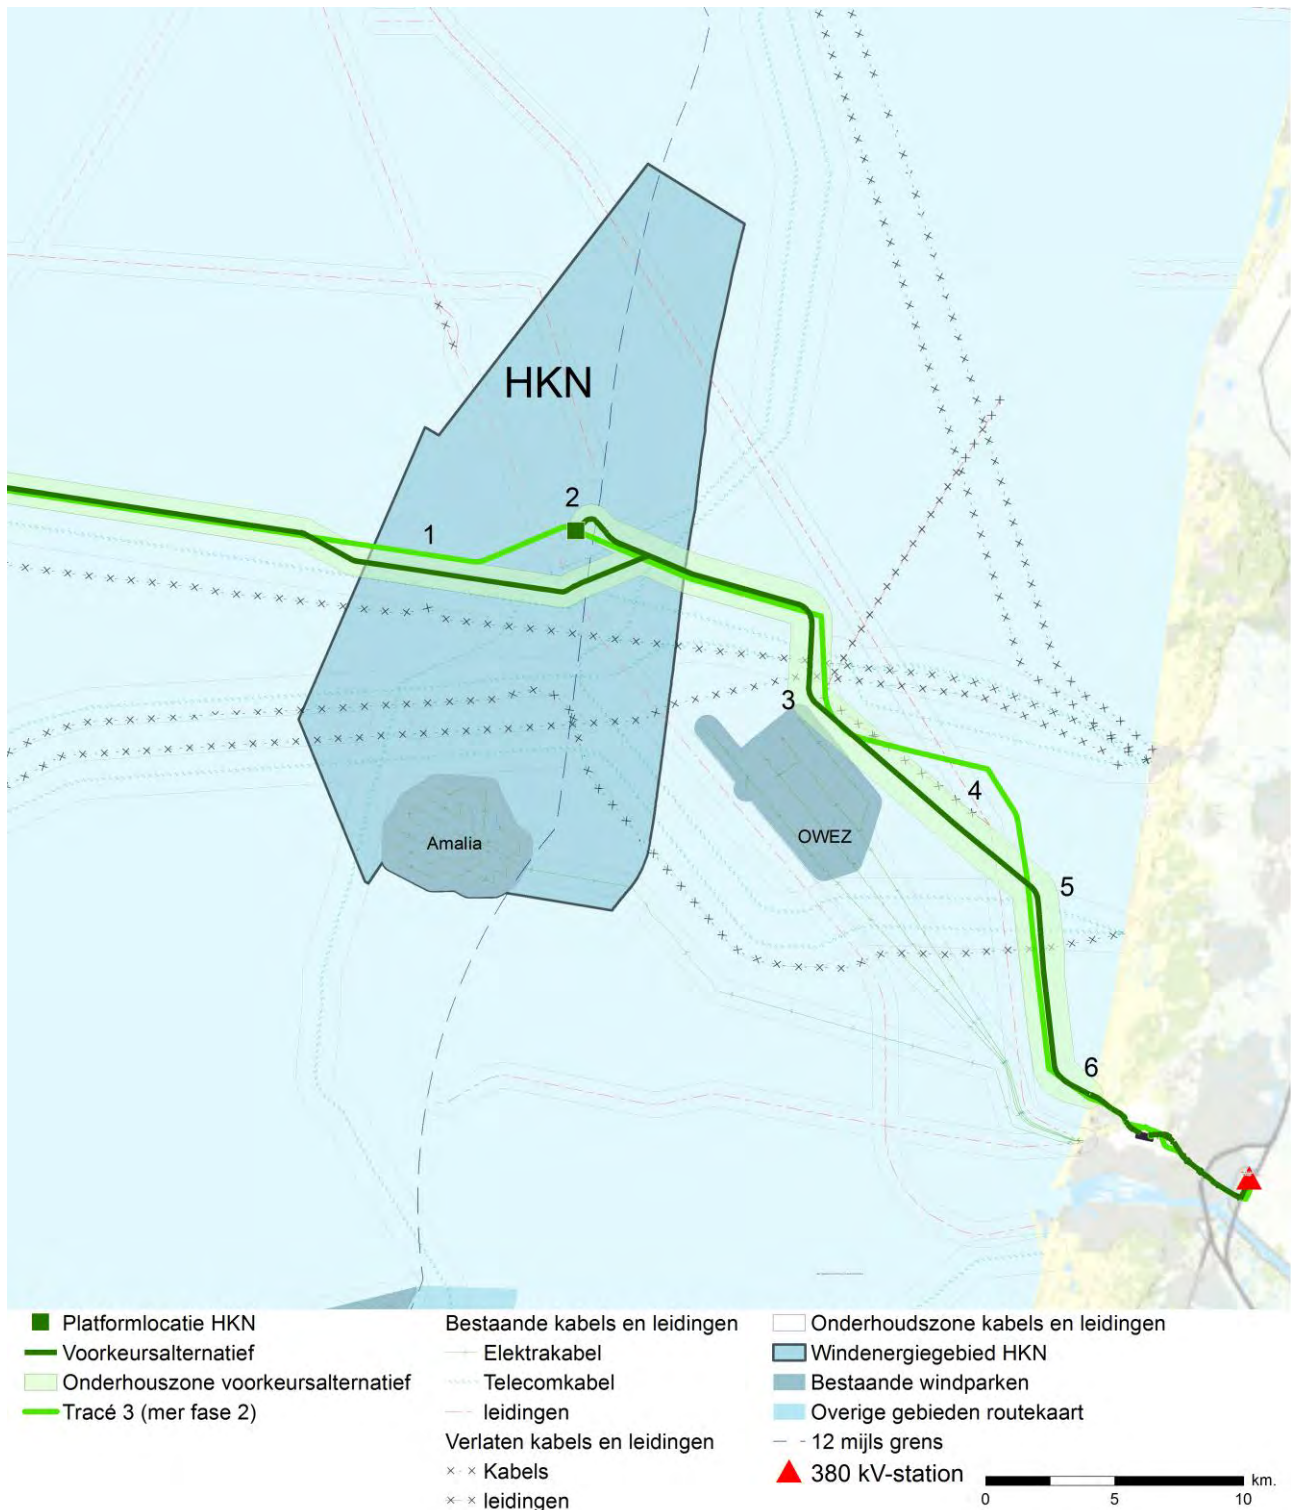 HKN
1
2
3
4
OWEZ
Amalia
5
6
Platformlocatie HKN
Voorkeursalternatief
Onderhouszone voorkeursalternatief
Tracé 3 (mer fase 2)
Bestaande kabels en leidingen
Elektrakabel
Telecomkabel
leidingen
Verlaten kabels en leidingen
Kabels
leidingen
Onderhoudszone kabels en leidingen
Windenergiegebied HKN
Bestaande windparken
Overige gebieden routekaart
12 mijls grens
380 kV-station
km.
0 5 10